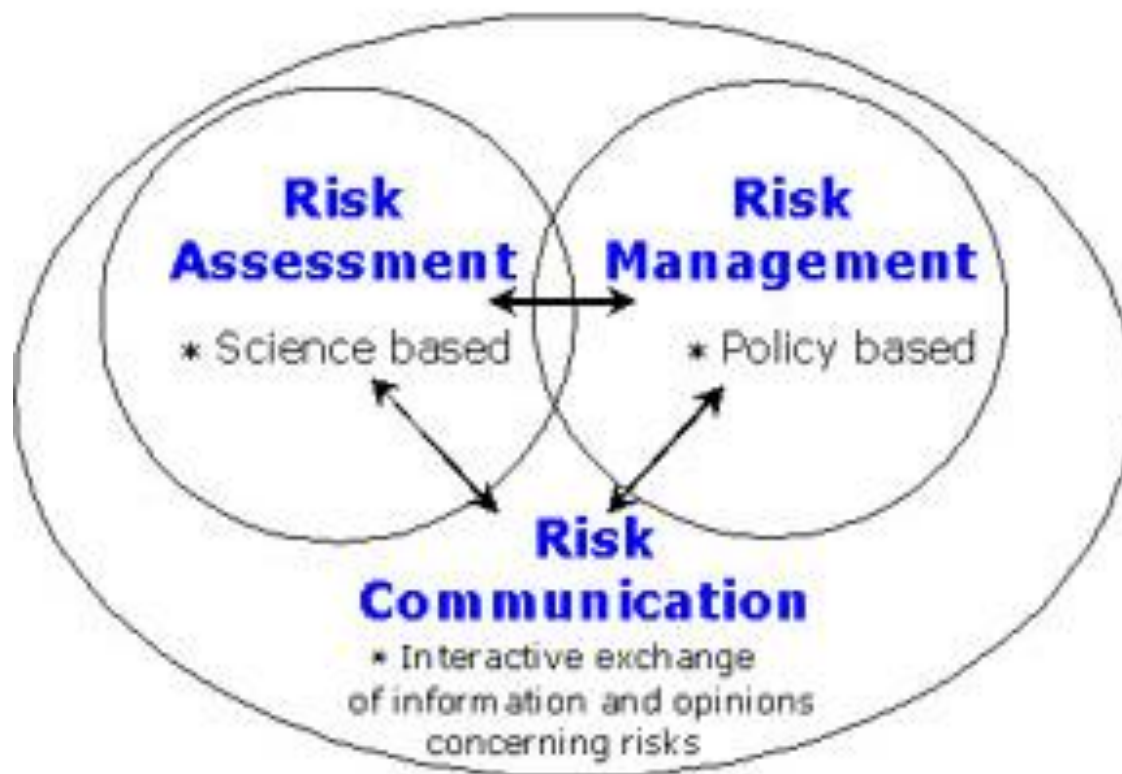 Risk
Assessment
* Science based
Risk
Management
* Policy based
Risk
Communication
* Interactive exchange
of information and opinions
concerning risks